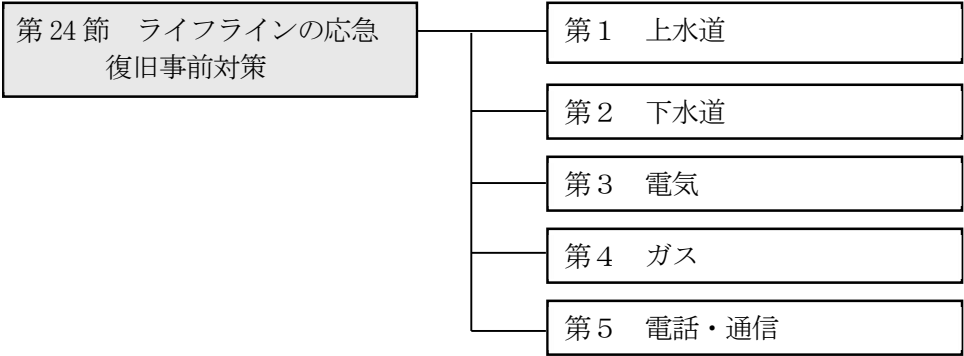 第 24 節　ライフラインの応急
復旧事前対策
第１　上水道
第２　下水道
第３　電気
第４　ガス
第５　電話・通信